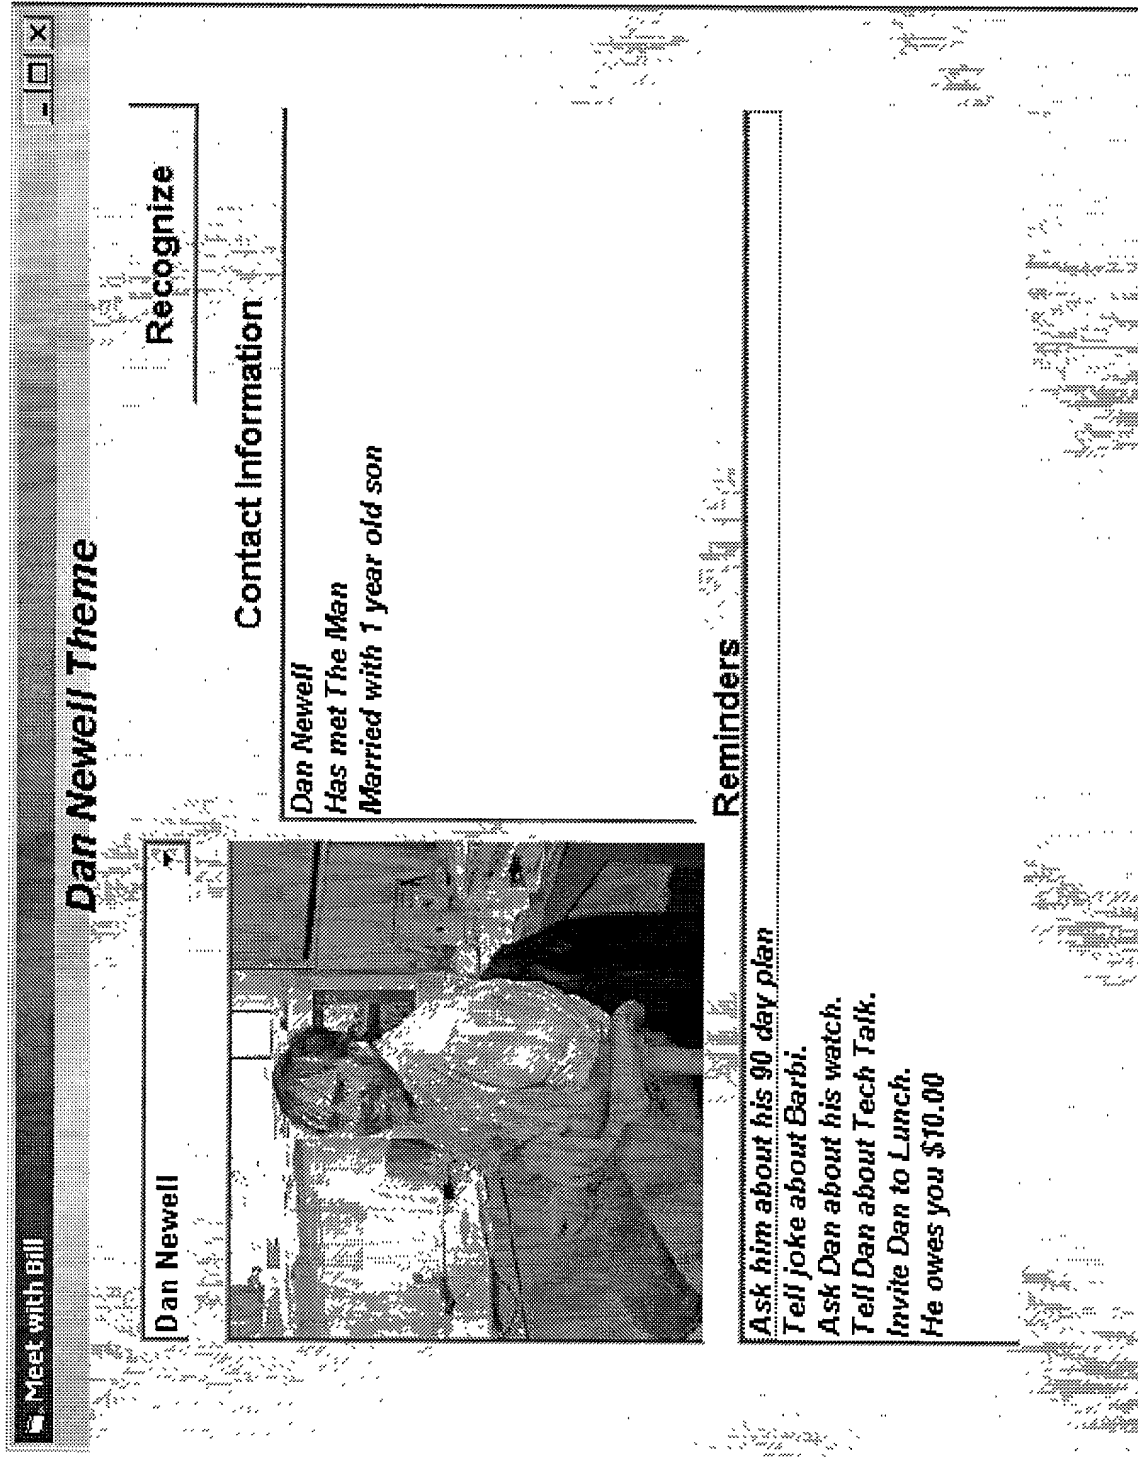 Meet with Bill
Dan Newell Theme
Dan Newell
Recognize
Contact Information
Dan Newell
Has met The Man
Married with 1 year old son
Reminders
Ask him about his 90 day plan
Tell joke about Barbi.
Ask Dan about his watch.
Tell Dan about Tech Talk.
Invite Dan to Lunch.
He owes you $10.00